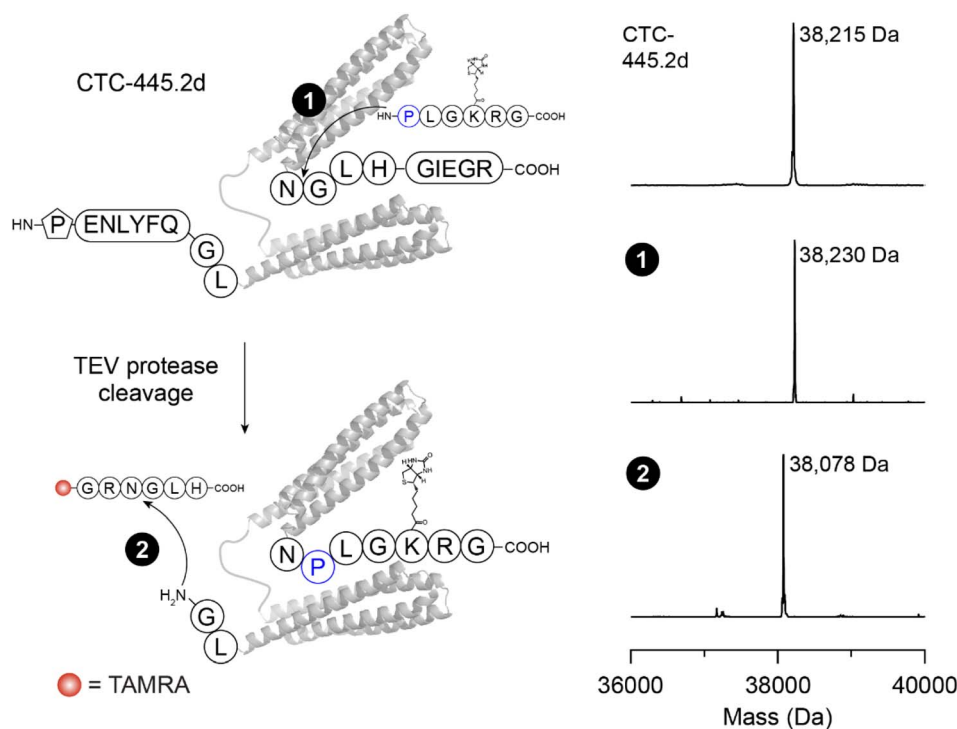 CTC-445.2d
1
HN P L G K R G COOH
N G L H GIEGR COOH
HN P ENLYFQ G L
TEV protease
cleavage
G R N G L H COOH
2
H₂N G L
N P L G K R G COOH
= TAMRA
CTC-
445.2d
38,215 Da
1
38,230 Da
2
38,078 Da
36000 38000 40000
Mass (Da)